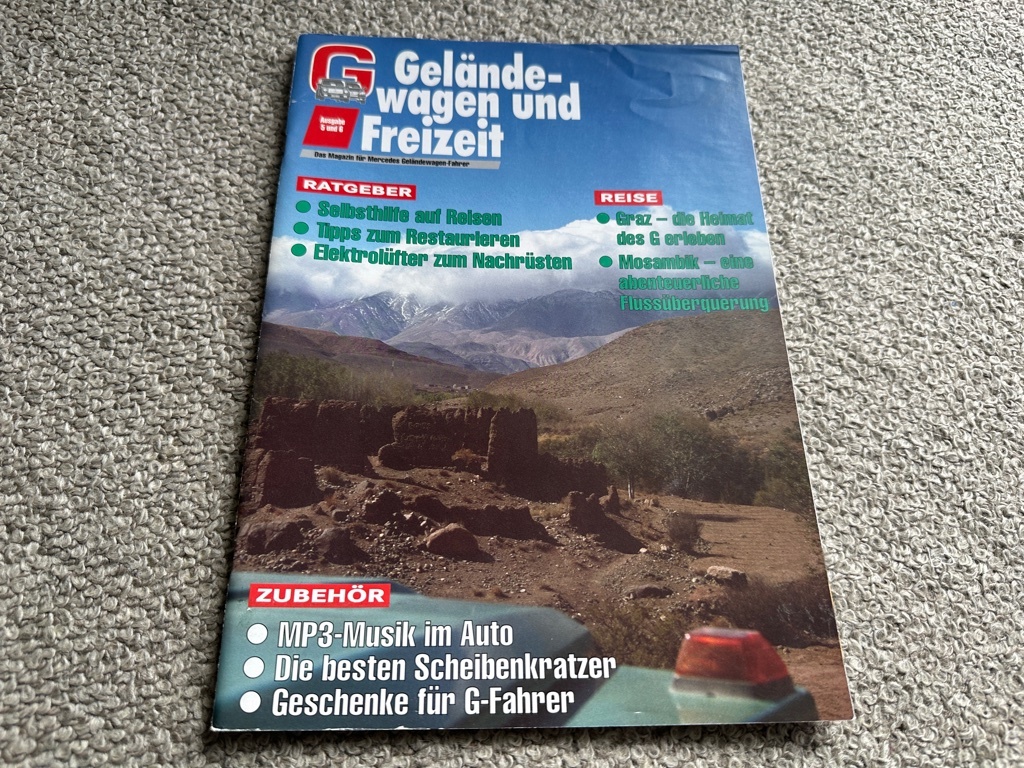 G
Gelände-
wagen und
Freizeit
Ausgabe
5 und 6
Das Magazin für Mercedes Geländewagen-Fahrer
RATGEBER
Selbsthilfe auf Reisen
Tipps zum Restaurieren
Elektrolüfter zum Nachrüsten
REISE
Graz – die Heimat
des G erleben
Mosambik – eine
abenteuerliche
Flussüberquerung
ZUBEHÖR
MP3-Musik im Auto
Die besten Scheibenkratzer
Geschenke für G-Fahrer